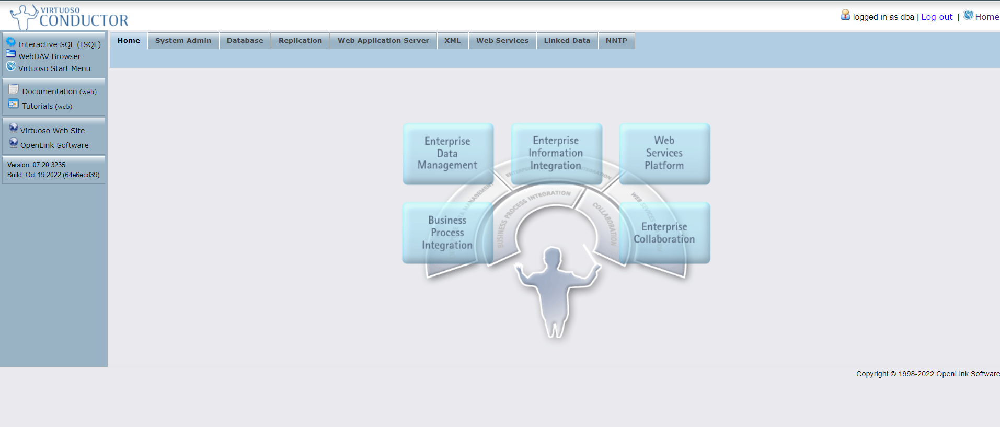 VIRTUOSO
CONDUCTOR
logged in as dba | Log out | Home
Interactive SQL (ISQL)
WebDAV Browser
Virtuoso Start Menu
Documentation (web)
Tutorials (web)
Virtuoso Web Site
OpenLink Software
Version: 07.20.3235
Build: Oct 19 2022 (64e6ecd39)
Home System Admin Database Replication Web Application Server XML Web Services Linked Data NNTP
Enterprise
Data
Management
Enterprise
Information
Integration
Web
Services
Platform
Business
Process
Integration
Enterprise
Collaboration
MANAGEMENT
BUSINESS PROCESS INTEGRATION
COLLABORATION
Copyright © 1998-2022 OpenLink Software